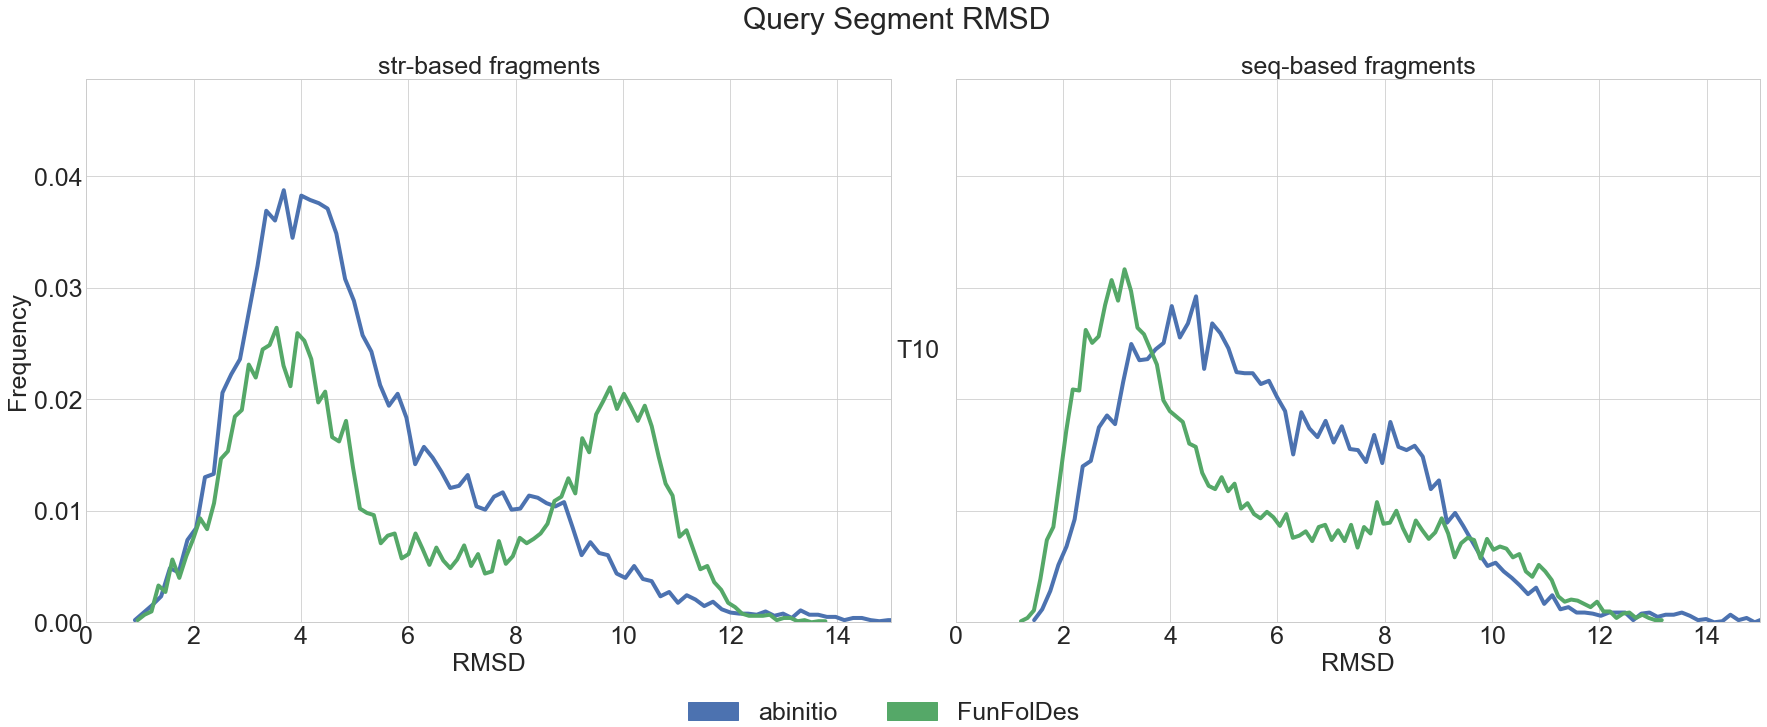 Query Segment RMSD
str-based fragments
seq-based fragments
Frequency
0.04
0.03
0.02
0.01
0.00
0 2 4 6 8 10 12 14
RMSD
T10
0 2 4 6 8 10 12 14
RMSD
abinitio
FunFolDes